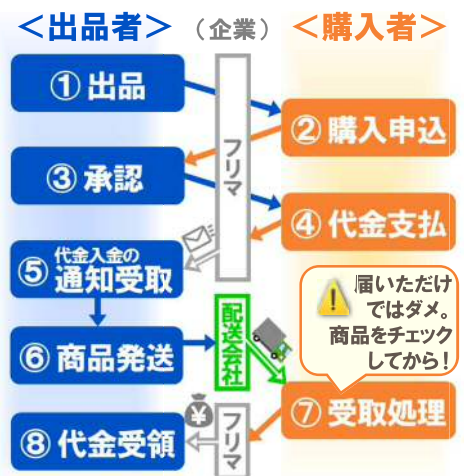 ＜出品者＞ （企業） ＜購入者＞
① 出品
② 購入申込
③ 承認
フリマ
④ 代金支払
代金入金の
⑤ 通知受取
届いただけ
ではダメ。
商品をチェック
してから！
⑥ 商品発送
配送会社
⑦ 受取処理
¥
⑧ 代金受領
フリマ